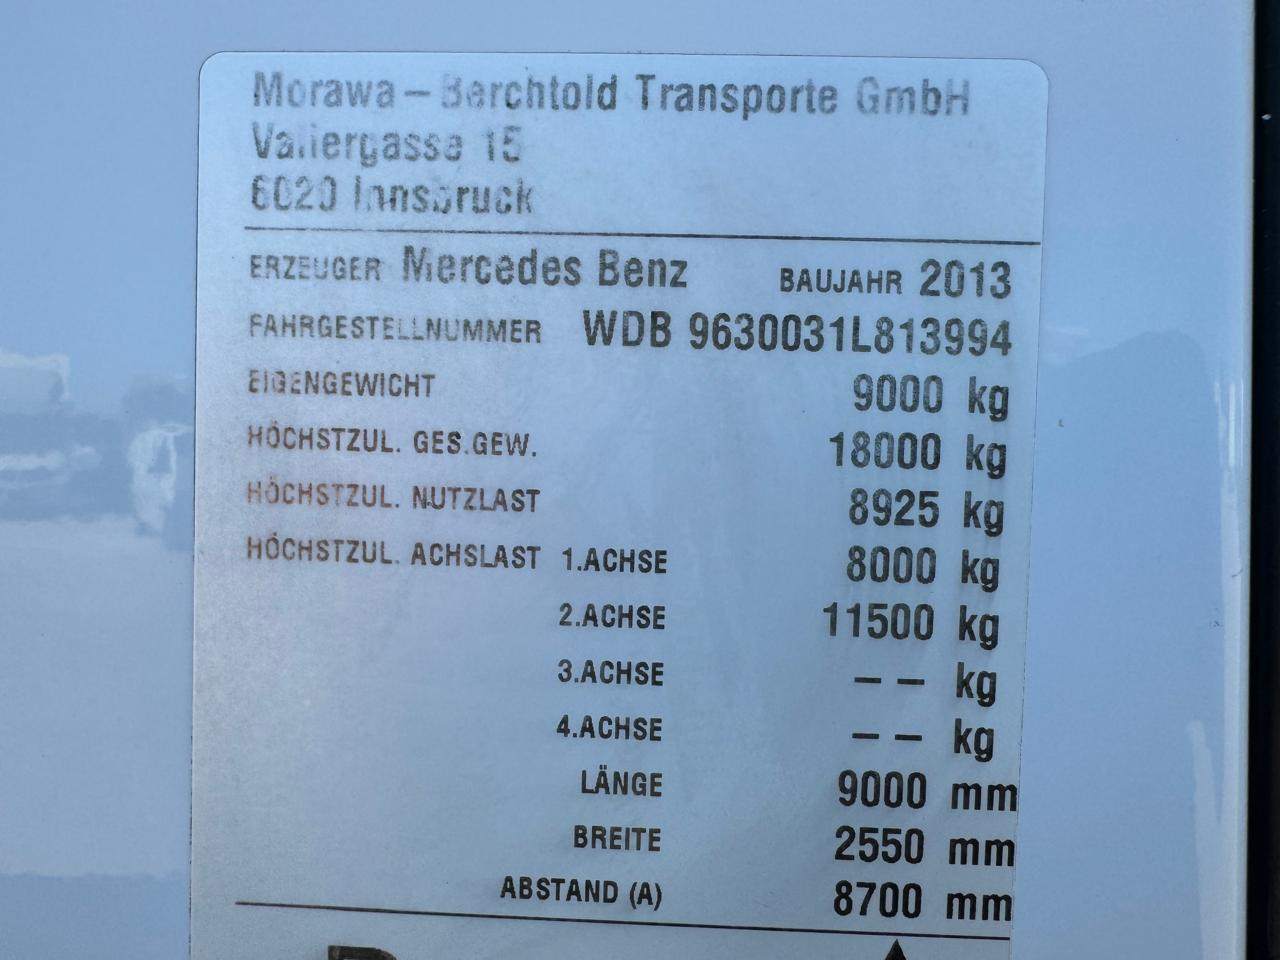 Morawa – Berchtold Transporte GmbH
Valiergasse 15
6020 Innsbruck
ERZEUGER Mercedes Benz BAUJAHR 2013
FAHRGESTELLNUMMER WDB 9630031L813994
EIGENGEWICHT 9000 kg
HÖCHSTZUL. GES.GEW. 18000 kg
HÖCHSTZUL. NUTZLAST 8925 kg
HÖCHSTZUL. ACHSLAST 1.ACHSE 8000 kg
2.ACHSE 11500 kg
3.ACHSE – – kg
4.ACHSE – – kg
LÄNGE 9000 mm
BREITE 2550 mm
ABSTAND (A) 8700 mm